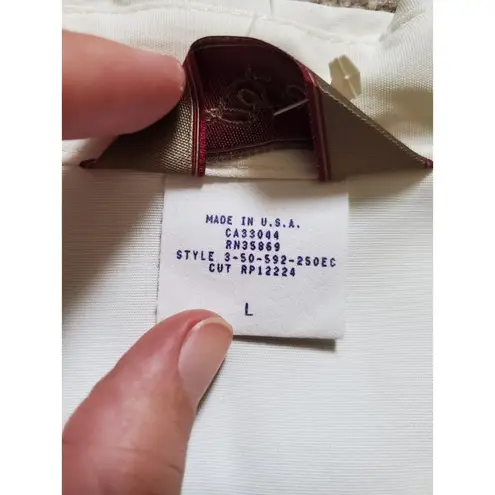 MADE IN U.S.A.
CA33044
RN35869
STYLE 3-50-592-250EC
CUT RP12224
L